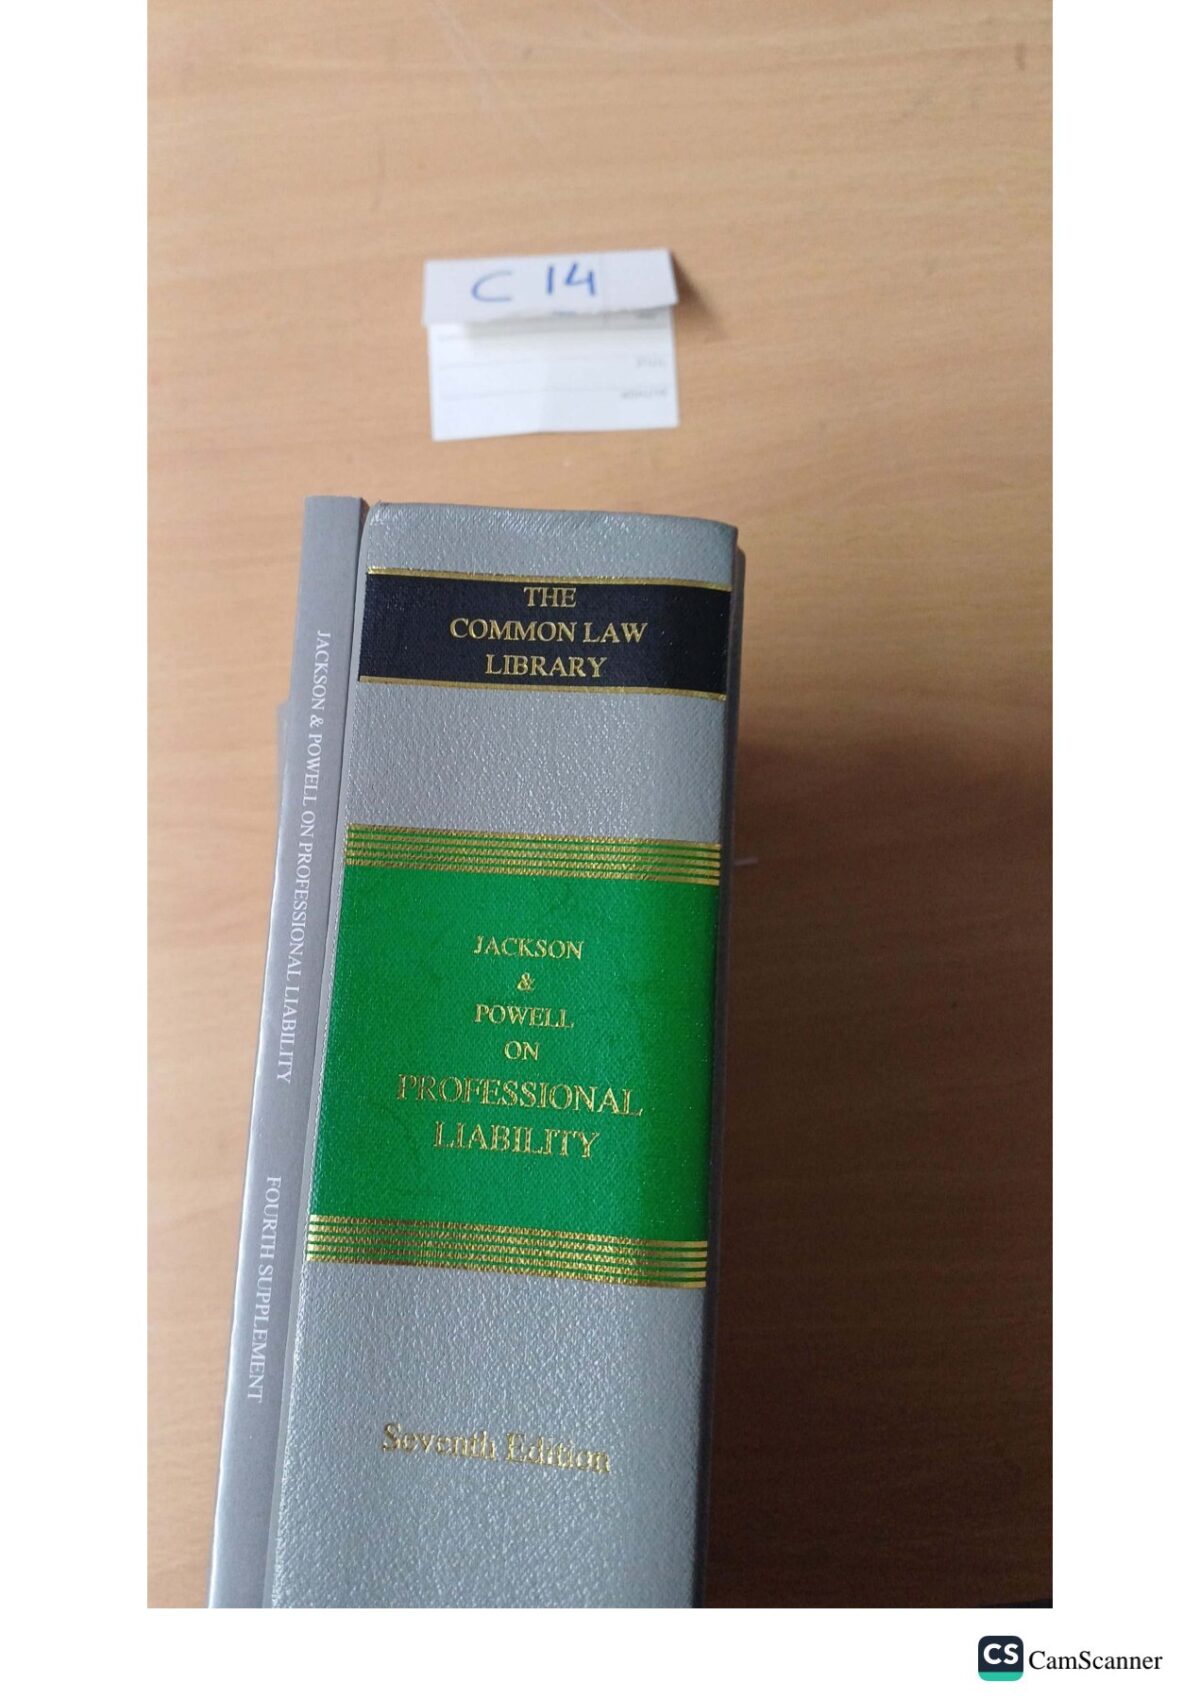 C 14
THE
COMMON LAW
LIBRARY
JACKSON
&
POWELL
ON
PROFESSIONAL
LIABILITY
Seventh Edition
JACKSON & POWELL ON PROFESSIONAL LIABILITY
FOURTH SUPPLEMENT
CS CamScanner